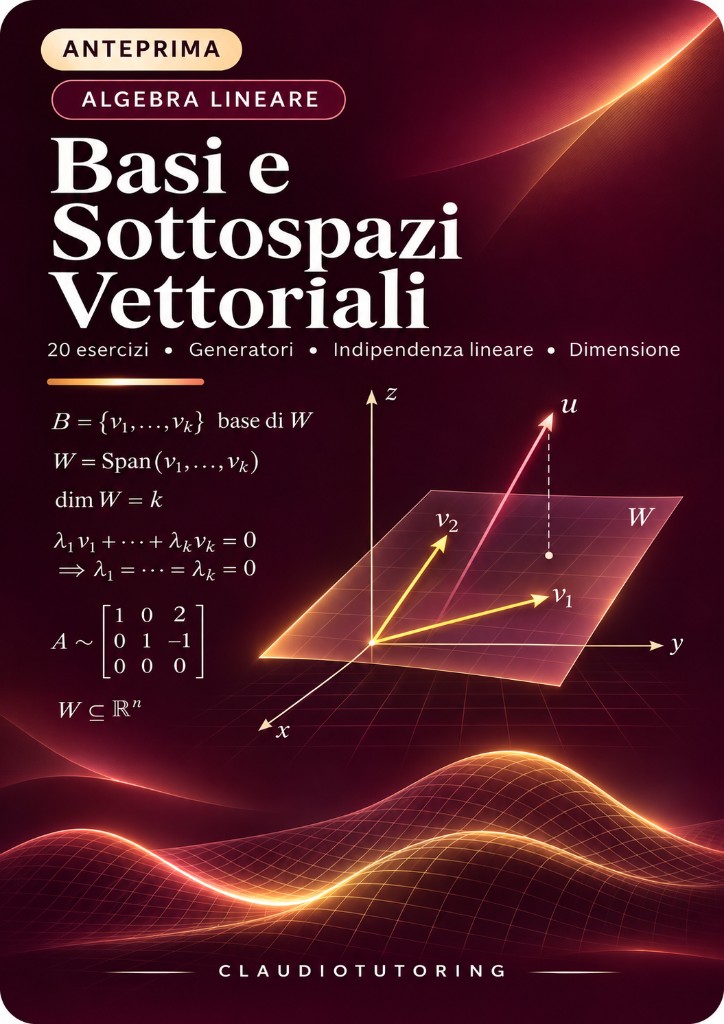 ANTEPRIMA
ALGEBRA LINEARE
Basi e
Sottospazi
Vettoriali
20 esercizi • Generatori • Indipendenza lineare • Dimensione
B = {v₁,…,vₖ} base di W
W = Span(v₁,…,vₖ)
dim W = k
λ₁v₁ + ⋯ + λₖvₖ = 0
⟹ λ₁ = ⋯ = λₖ = 0
A ~ [1 0 2
0 1 –1
0 0 0]
W ⊆ ℝⁿ
z
u
W
v₂
v₁
y
x
CLAUDIOTUTORING